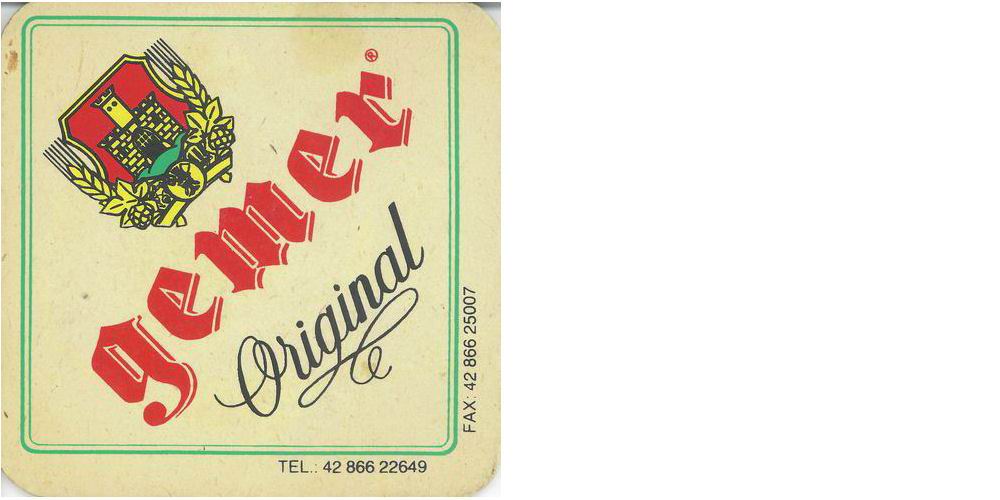 gemer®
Original
FAX: 42 866 25007
TEL.: 42 866 22649